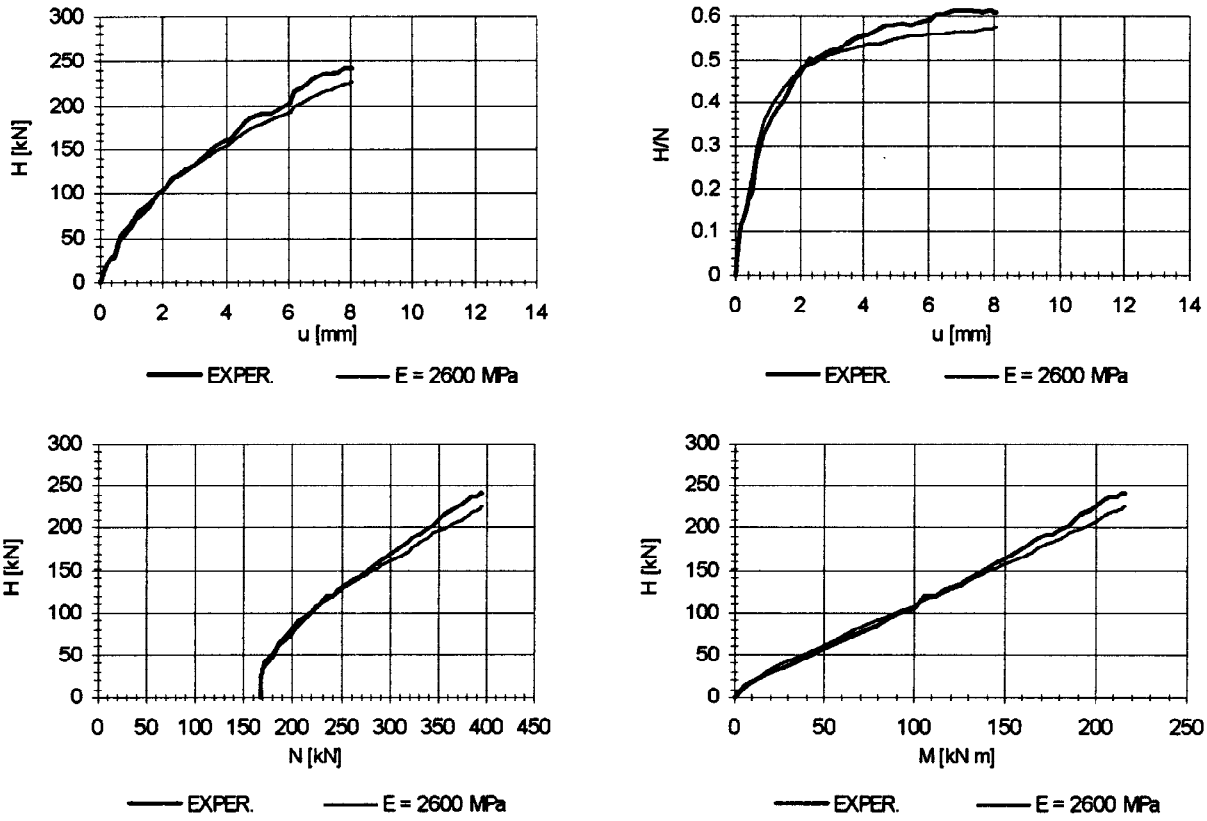 300
250
200
150
100
50
0
H [kN]
0 2 4 6 8 10 12 14
u [mm]
EXPER. E = 2600 MPa
0.6
0.5
0.4
0.3
0.2
0.1
0
H/N
0 2 4 6 8 10 12 14
u [mm]
EXPER. E = 2600 MPa
300
250
200
150
100
50
0
H [kN]
0 50 100 150 200 250 300 350 400 450
N [kN]
EXPER. E = 2600 MPa
300
250
200
150
100
50
0
H [kN]
0 50 100 150 200 250
M [kN m]
EXPER. E = 2600 MPa